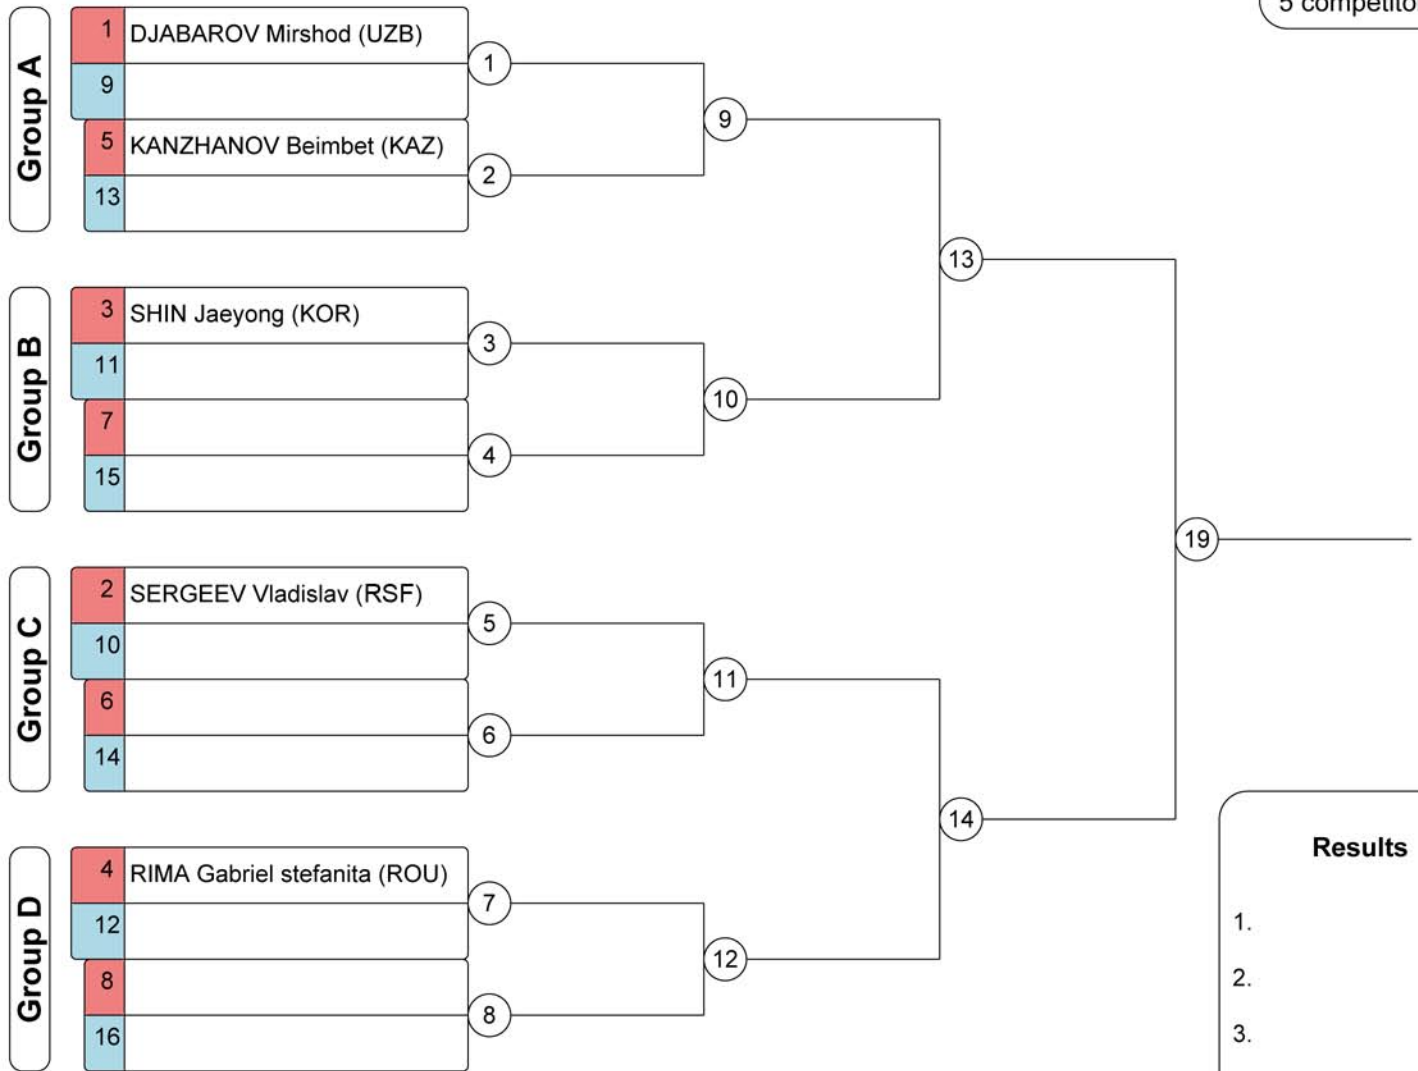 5 competito
Group A
1 DJABAROV Mirshod (UZB)
9
5 KANZHANOV Beimbet (KAZ)
13
1
2
9
13
Group B
3 SHIN Jaeyong (KOR)
11
7
15
3
4
10
19
Group C
2 SERGEEV Vladislav (RSF)
10
6
14
5
6
11
14
Group D
4 RIMA Gabriel stefanita (ROU)
12
8
16
7
8
12
Results
1.
2.
3.